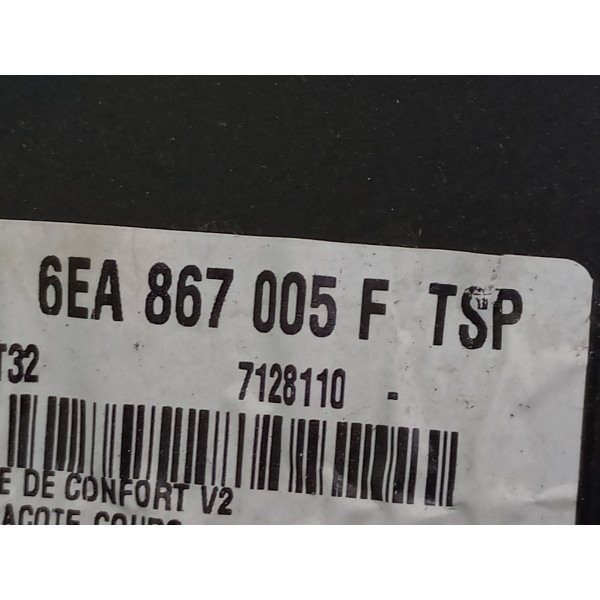 6EA 867 005 F TSP
T32 7128110 -
E DE CONFORT V2